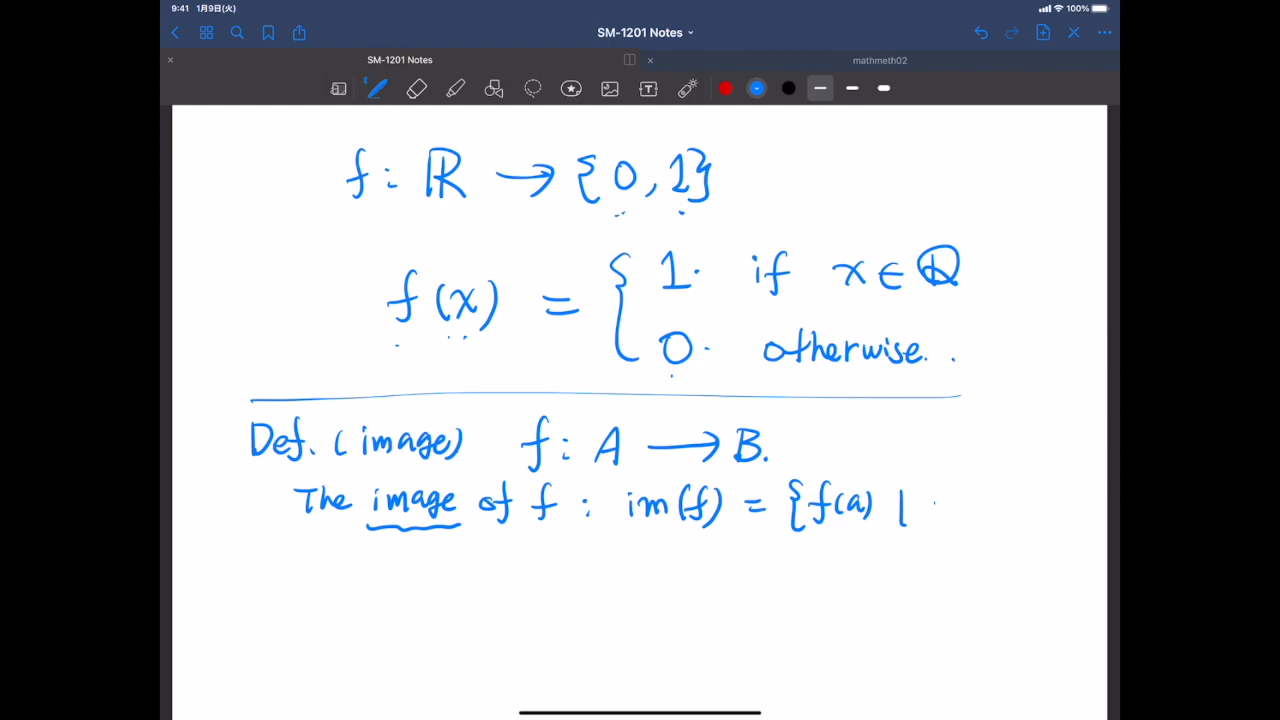 9:41 1月9日(火) 100%
SM-1201 Notes
SM-1201 Notes mathmeth02
f: ℝ → {0, 1}
f(x) = { 1. if x ∈ ℚ
0. otherwise.
Def. (image) f: A → B.
The image of f : im(f) = {f(a) |